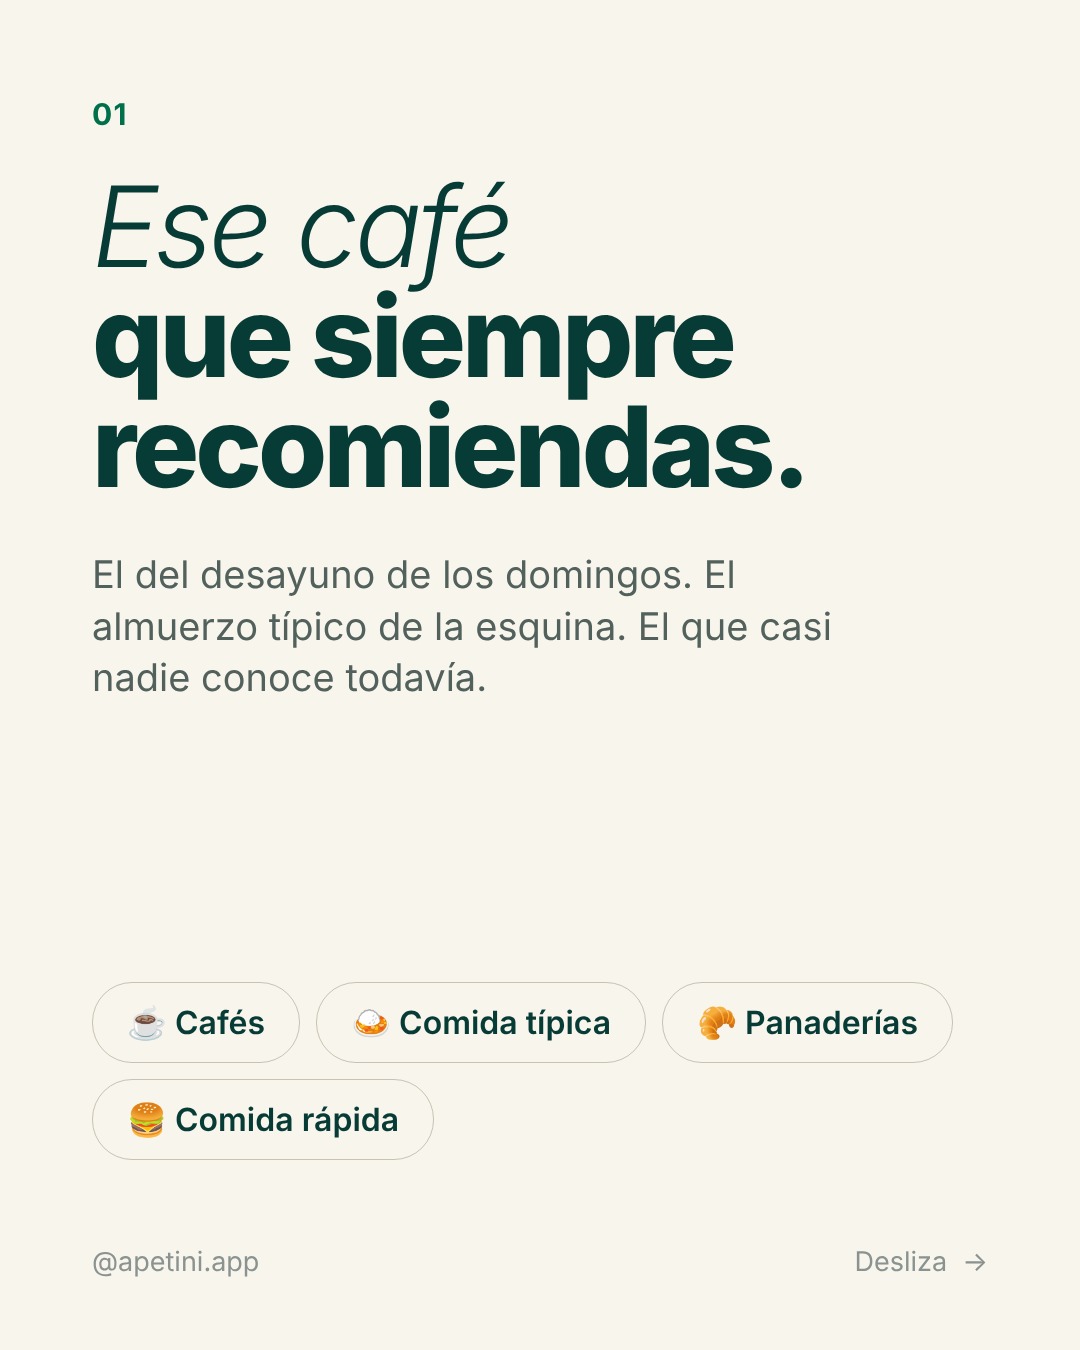 01
Ese café
que siempre
recomiendas.
El del desayuno de los domingos. El
almuerzo típico de la esquina. El que casi
nadie conoce todavía.
☕ Cafés
🍛 Comida típica
🥐 Panaderías
🍔 Comida rápida
@apetini.app
Desliza →